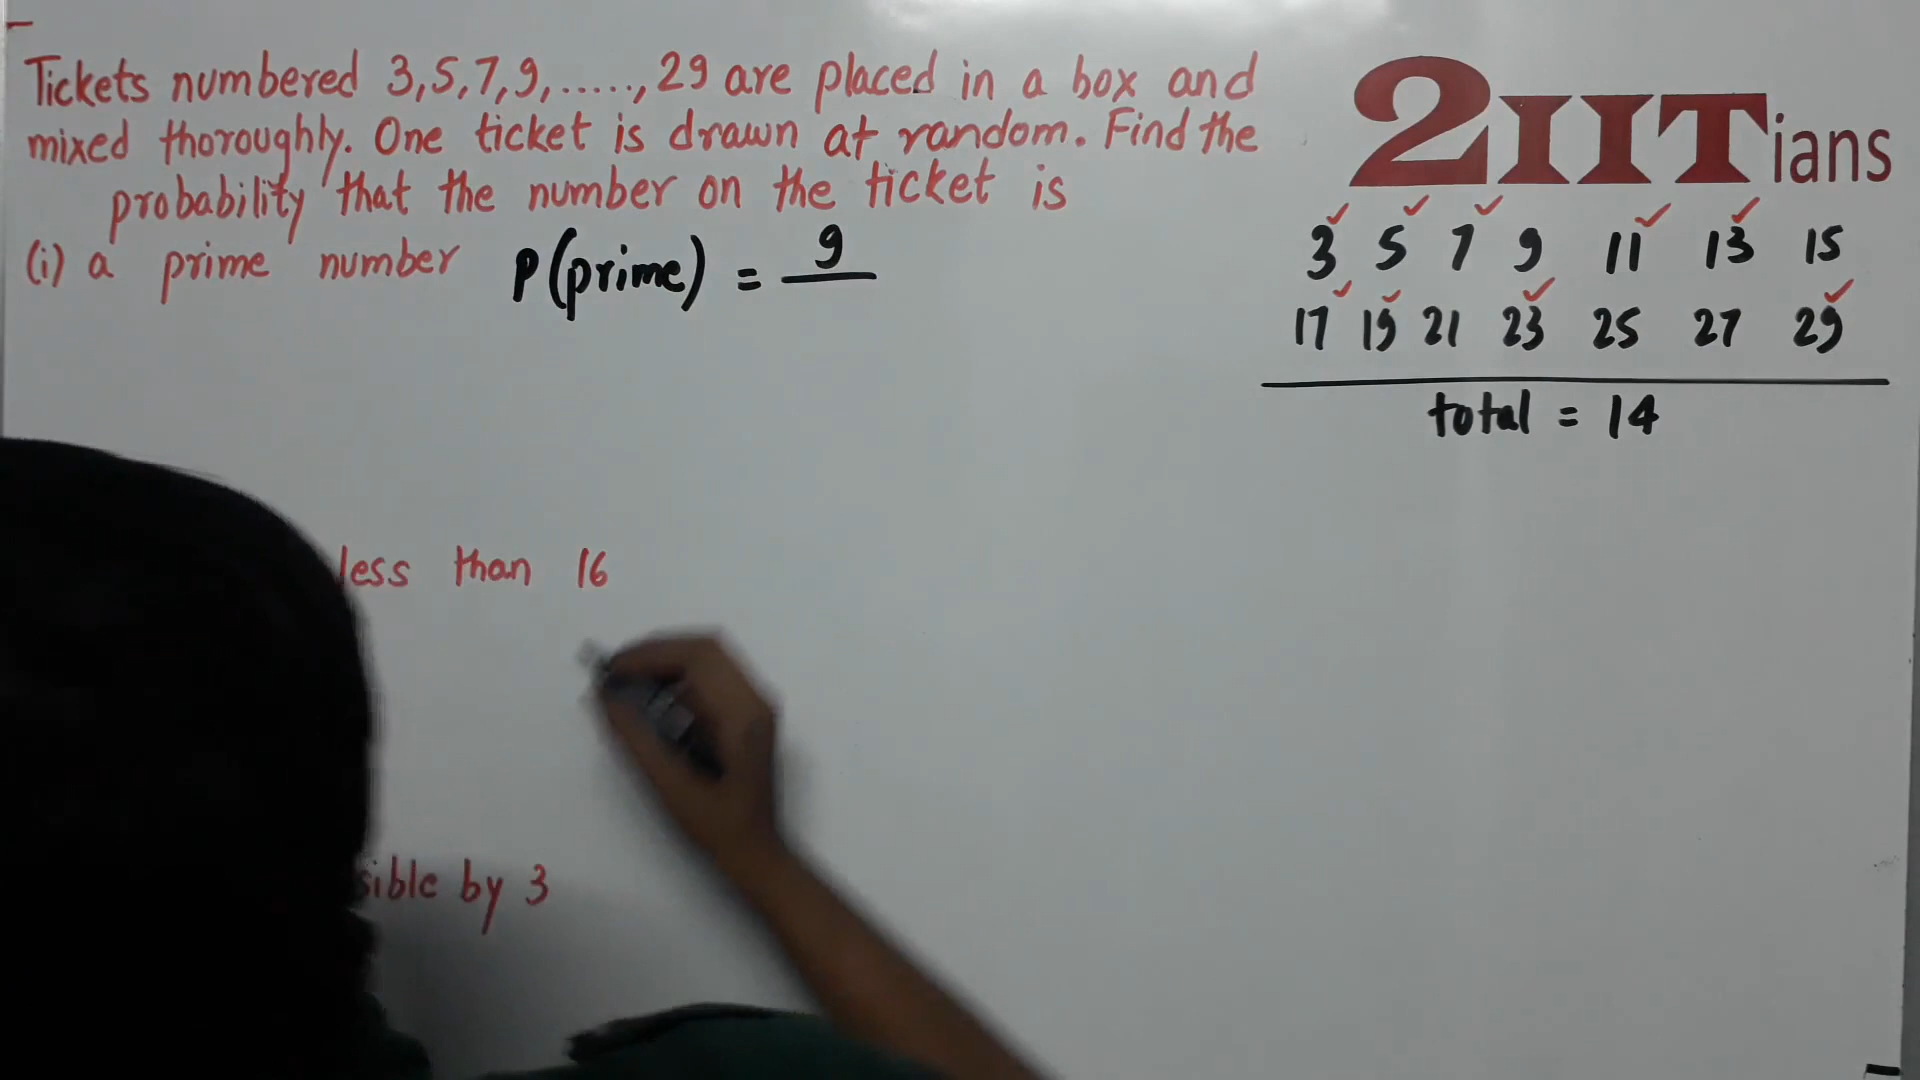 Tickets numbered 3,5,7,9,.....,29 are placed in a box and
mixed thoroughly. One ticket is drawn at random. Find the
probability that the number on the ticket is
(i) a prime number P(prime) = 9
less than 16
by 3
2IITians
3 5 7 9 11 13 15
17 19 21 23 25 27 29
total = 14